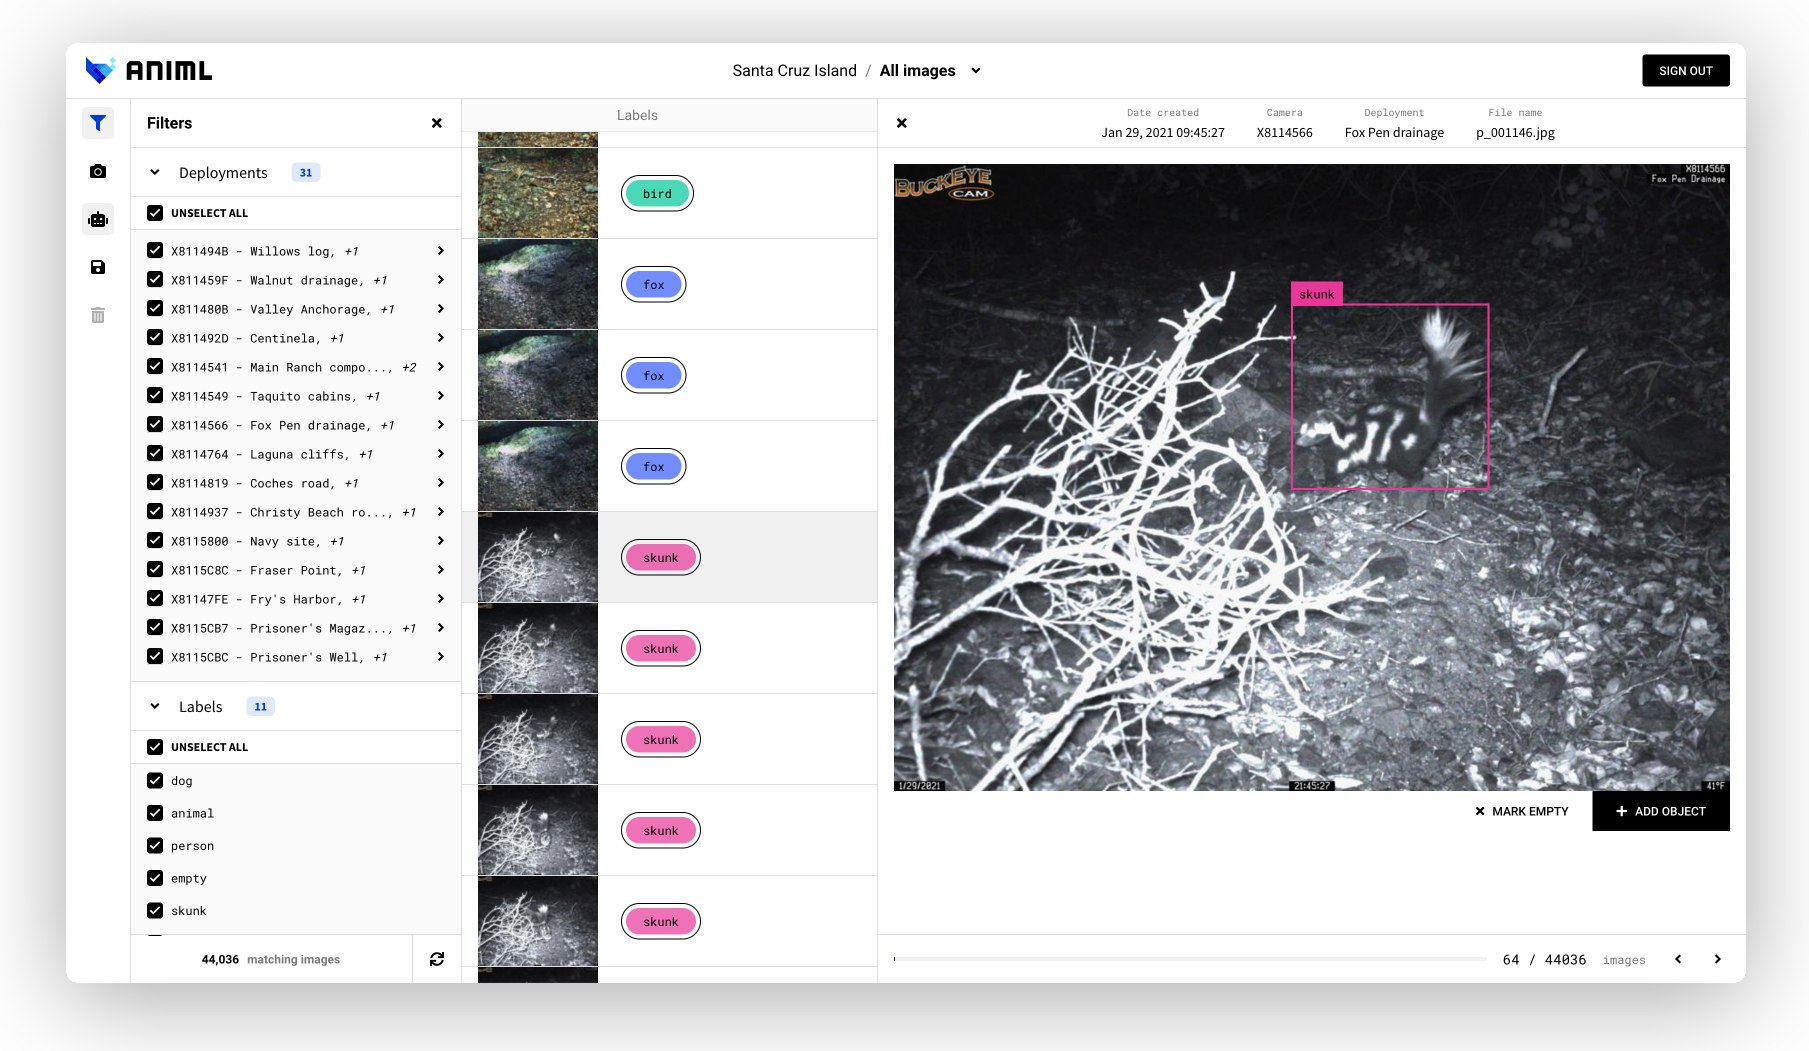 ANIML
Santa Cruz Island / All images
SIGN OUT
Filters
Deployments 31
UNSELECT ALL
X811494B - Willows log, +1
X811459F - Walnut drainage, +1
X811480B - Valley Anchorage, +1
X811492D - Centinela, +1
X8114541 - Main Ranch compo..., +2
X8114549 - Taquito cabins, +1
X8114566 - Fox Pen drainage, +1
X8114764 - Laguna cliffs, +1
X8114819 - Coches road, +1
X8114937 - Christy Beach ro..., +1
X8115800 - Navy site, +1
X8115C8C - Fraser Point, +1
X81147FE - Fry's Harbor, +1
X8115CB7 - Prisoner's Magaz..., +1
X8115CBC - Prisoner's Well, +1
Labels 11
UNSELECT ALL
dog
animal
person
empty
skunk
44,036 matching images
Labels
bird
fox
fox
fox
skunk
skunk
skunk
skunk
skunk
Date created Camera Deployment File name
Jan 29, 2021 09:45:27 X8114566 Fox Pen drainage p_001146.jpg
BUCKEYE
CAM
X8114566
Fox Pen Drainage
skunk
1/29/2021 21:45:27 41°F
MARK EMPTY
ADD OBJECT
64 / 44036 images